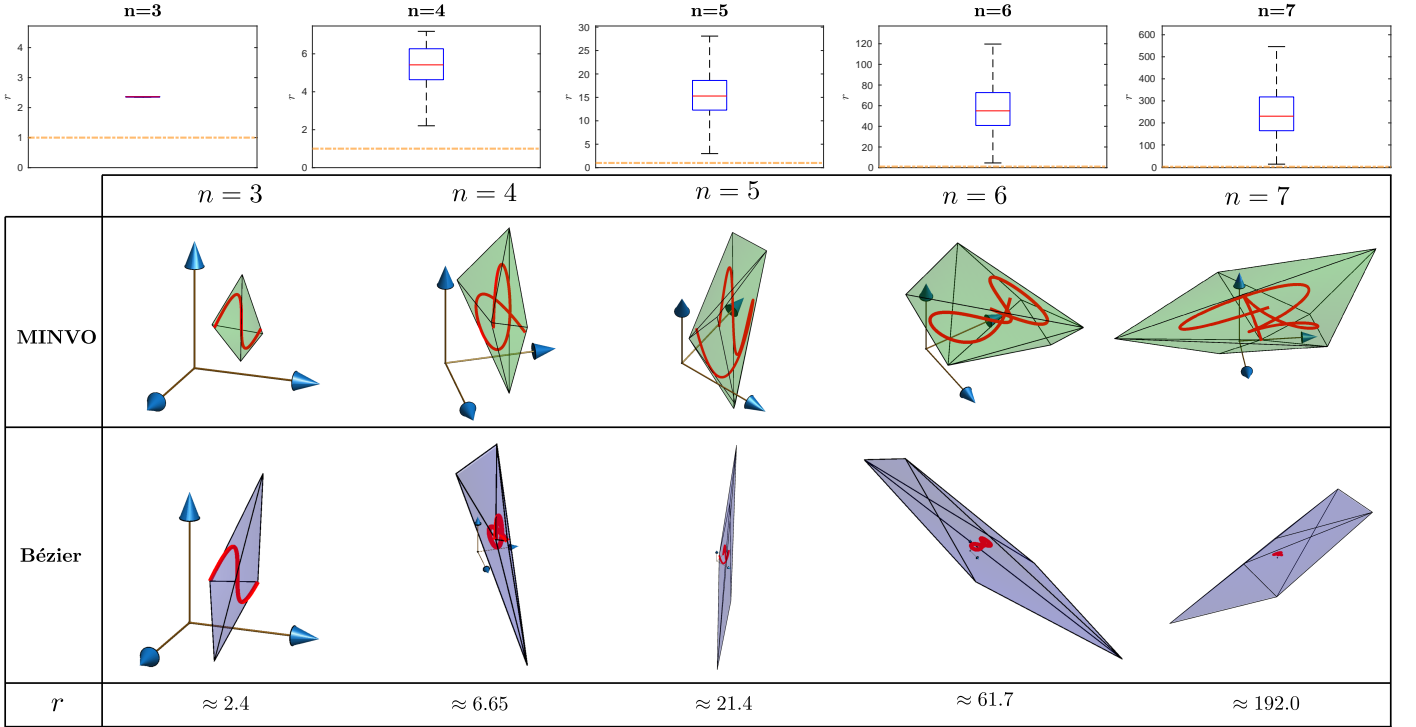 n=3
n=4
n=5
n=6
n=7
4
3
2
1
0
r
6
4
2
0
r
30
25
20
15
10
5
0
r
120
100
80
60
40
20
0
r
600
500
400
300
200
100
0
r
n = 3
n = 4
n = 5
n = 6
n = 7
MINVO
Bézier
r
≈ 2.4
≈ 6.65
≈ 21.4
≈ 61.7
≈ 192.0